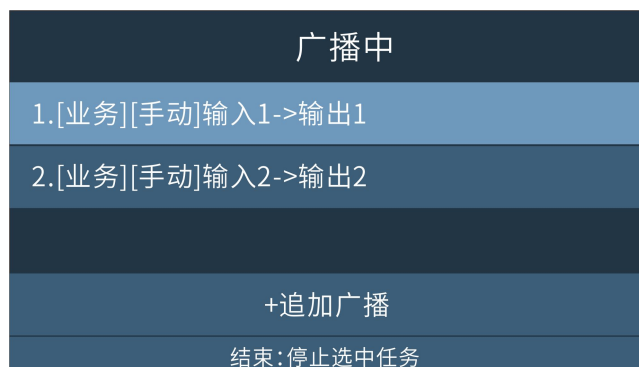 广播中
1.[业务][手动]输入1->输出1
2.[业务][手动]输入2->输出2
+追加广播
结束:停止选中任务